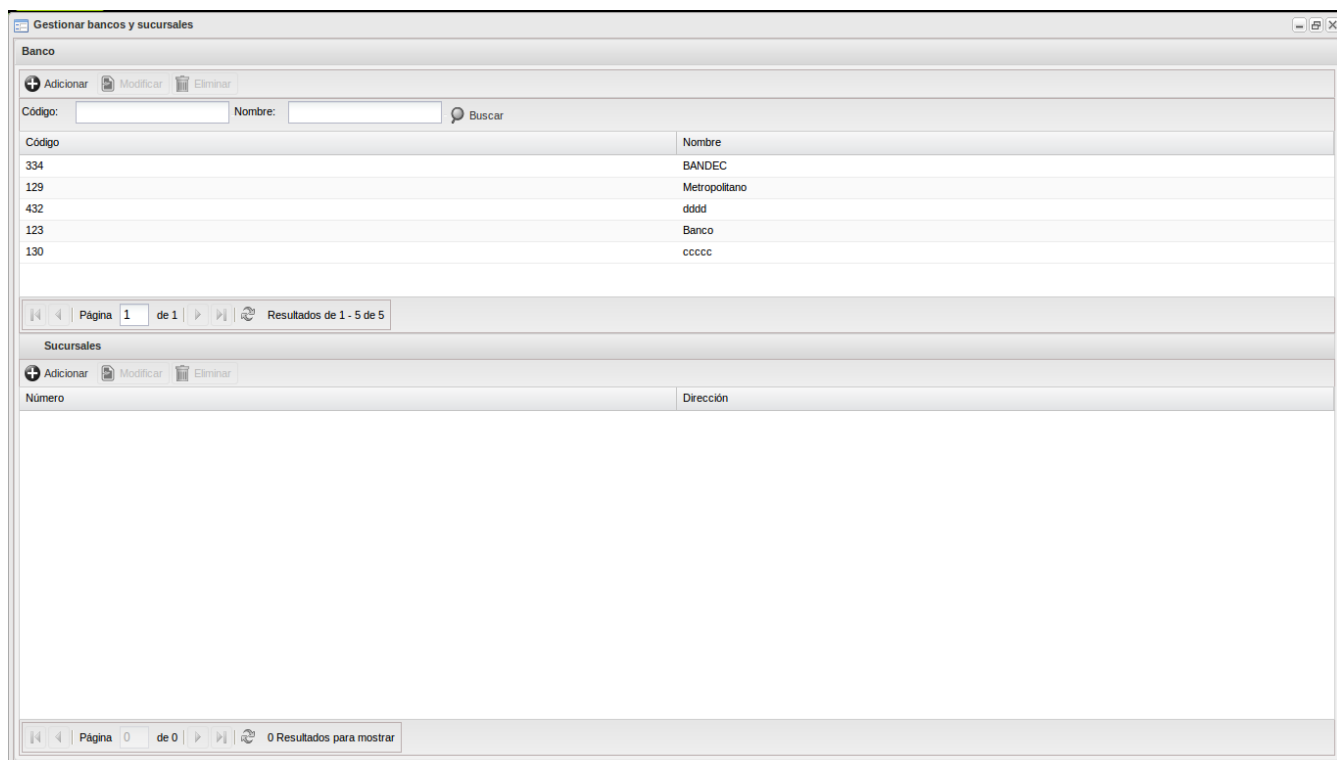 Gestionar bancos y sucursales
Banco
Adicionar Modificar Eliminar
Código: Nombre: Buscar
Código Nombre
334 BANDEC
129 Metropolitano
432 dddd
123 Banco
130 ccccc
Página 1 de 1 Resultados de 1 - 5 de 5
Sucursales
Adicionar Modificar Eliminar
Número Dirección
Página 0 de 0 0 Resultados para mostrar